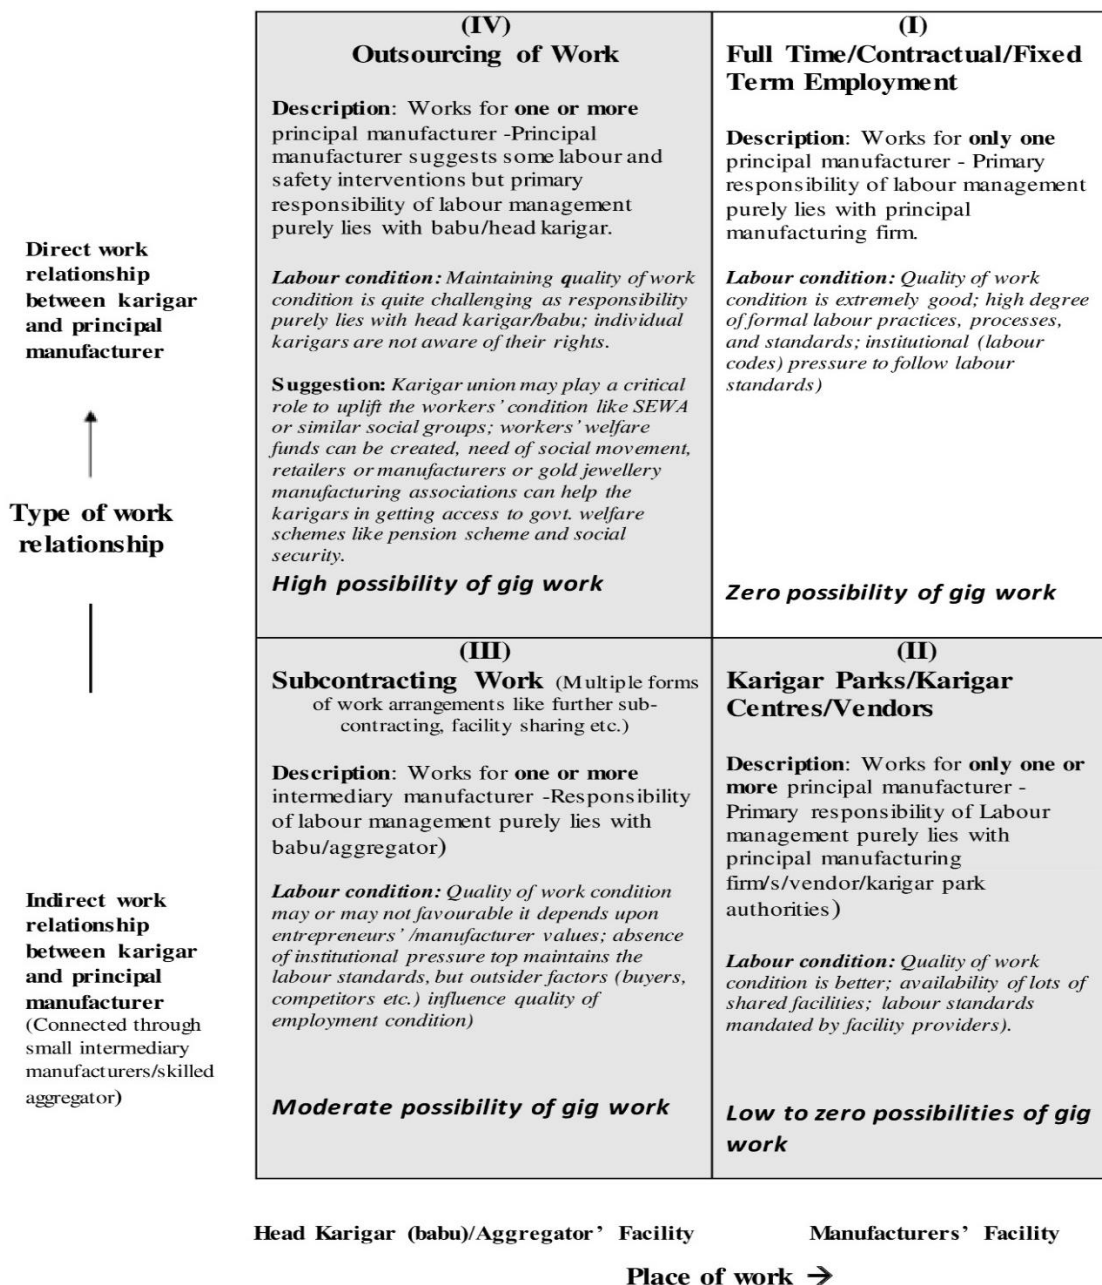 (IV)
Outsourcing of Work
Description: Works for one or more
principal manufacturer -Principal
manufacturer suggests some labour and
safety interventions but primary
responsibility of labour management
purely lies with babu/head karigar.
Labour condition: Maintaining quality of work
condition is quite challenging as responsibility
purely lies with head karigar/babu; individual
karigars are not aware of their rights.
Suggestion: Karigar union may play a critical
role to uplift the workers' condition like SEWA
or similar social groups; workers' welfare
funds can be created, need of social movement,
retailers or manufacturers or gold jewellery
manufacturing associations can help the
karigars in getting access to govt. welfare
schemes like pension scheme and social
security.
High possibility of gig work
(I)
Full Time/Contractual/Fixed
Term Employment
Description: Works for only one
principal manufacturer - Primary
responsibility of labour management
purely lies with principal
manufacturing firm.
Labour condition: Quality of work
condition is extremely good; high degree
of formal labour practices, processes,
and standards; institutional (labour
codes) pressure to follow labour
standards)
Zero possibility of gig work
Direct work
relationship
between karigar
and principal
manufacturer
Type of work
relationship
Indirect work
relationship
between karigar
and principal
manufacturer
(Connected through
small intermediary
manufacturers/skilled
aggregator)
(III)
Subcontracting Work (Multiple forms
of work arrangements like further sub-
contracting, facility sharing etc.)
Description: Works for one or more
intermediary manufacturer -Responsibility
of labour management purely lies with
babu/aggregator)
Labour condition: Quality of work condition
may or may not favourable it depends upon
entrepreneurs' /manufacturer values; absence
of institutional pressure top maintains the
labour standards, but outsider factors (buyers,
competitors etc.) influence quality of
employment condition)
Moderate possibility of gig work
(II)
Karigar Parks/Karigar
Centres/Vendors
Description: Works for only one or
more principal manufacturer -
Primary responsibility of Labour
management purely lies with
principal manufacturing
firm/s/vendor/karigar park
authorities)
Labour condition: Quality of work
condition is better; availability of lots of
shared facilities; labour standards
mandated by facility providers).
Low to zero possibilities of gig
work
Head Karigar (babu)/Aggregator' Facility
Manufacturers' Facility
Place of work →